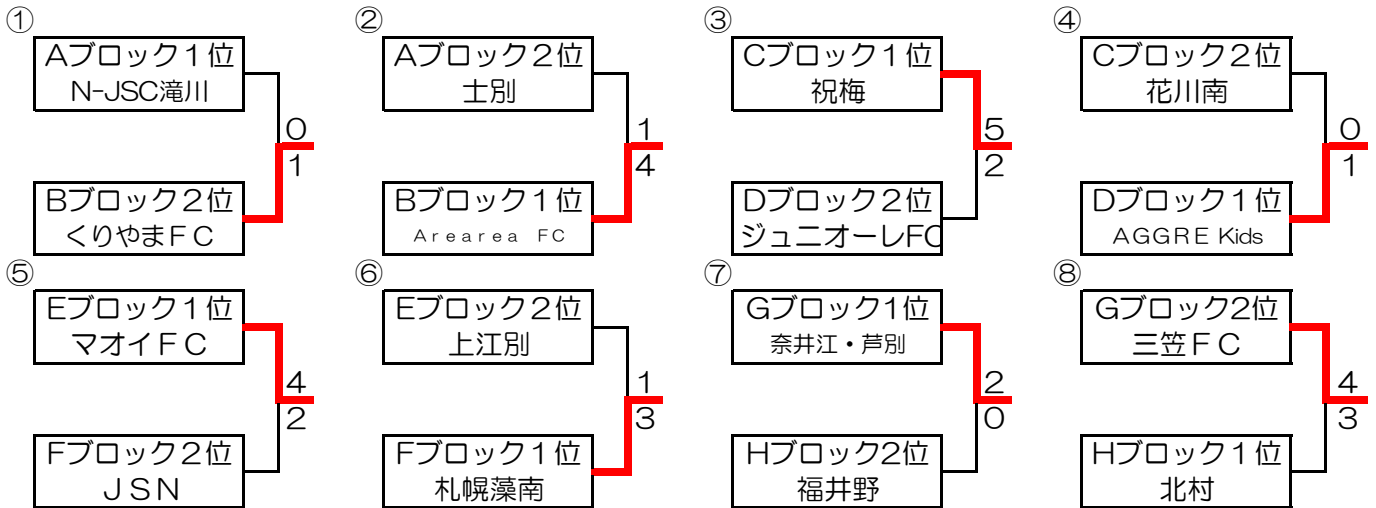 ①
Aブロック1位
N-JSC滝川
0
1
Bブロック2位
くりやまFC
②
Aブロック2位
士別
1
4
Bブロック1位
Arearea FC
③
Cブロック1位
祝梅
5
2
Dブロック2位
ジュニオーレFC
④
Cブロック2位
花川南
0
1
Dブロック1位
AGGRE Kids
⑤
Eブロック1位
マオイFC
4
2
Fブロック2位
JSN
⑥
Eブロック2位
上江別
1
3
Fブロック1位
札幌藻南
⑦
Gブロック1位
奈井江・芦別
2
0
Hブロック2位
福井野
⑧
Gブロック2位
三笠FC
4
3
Hブロック1位
北村